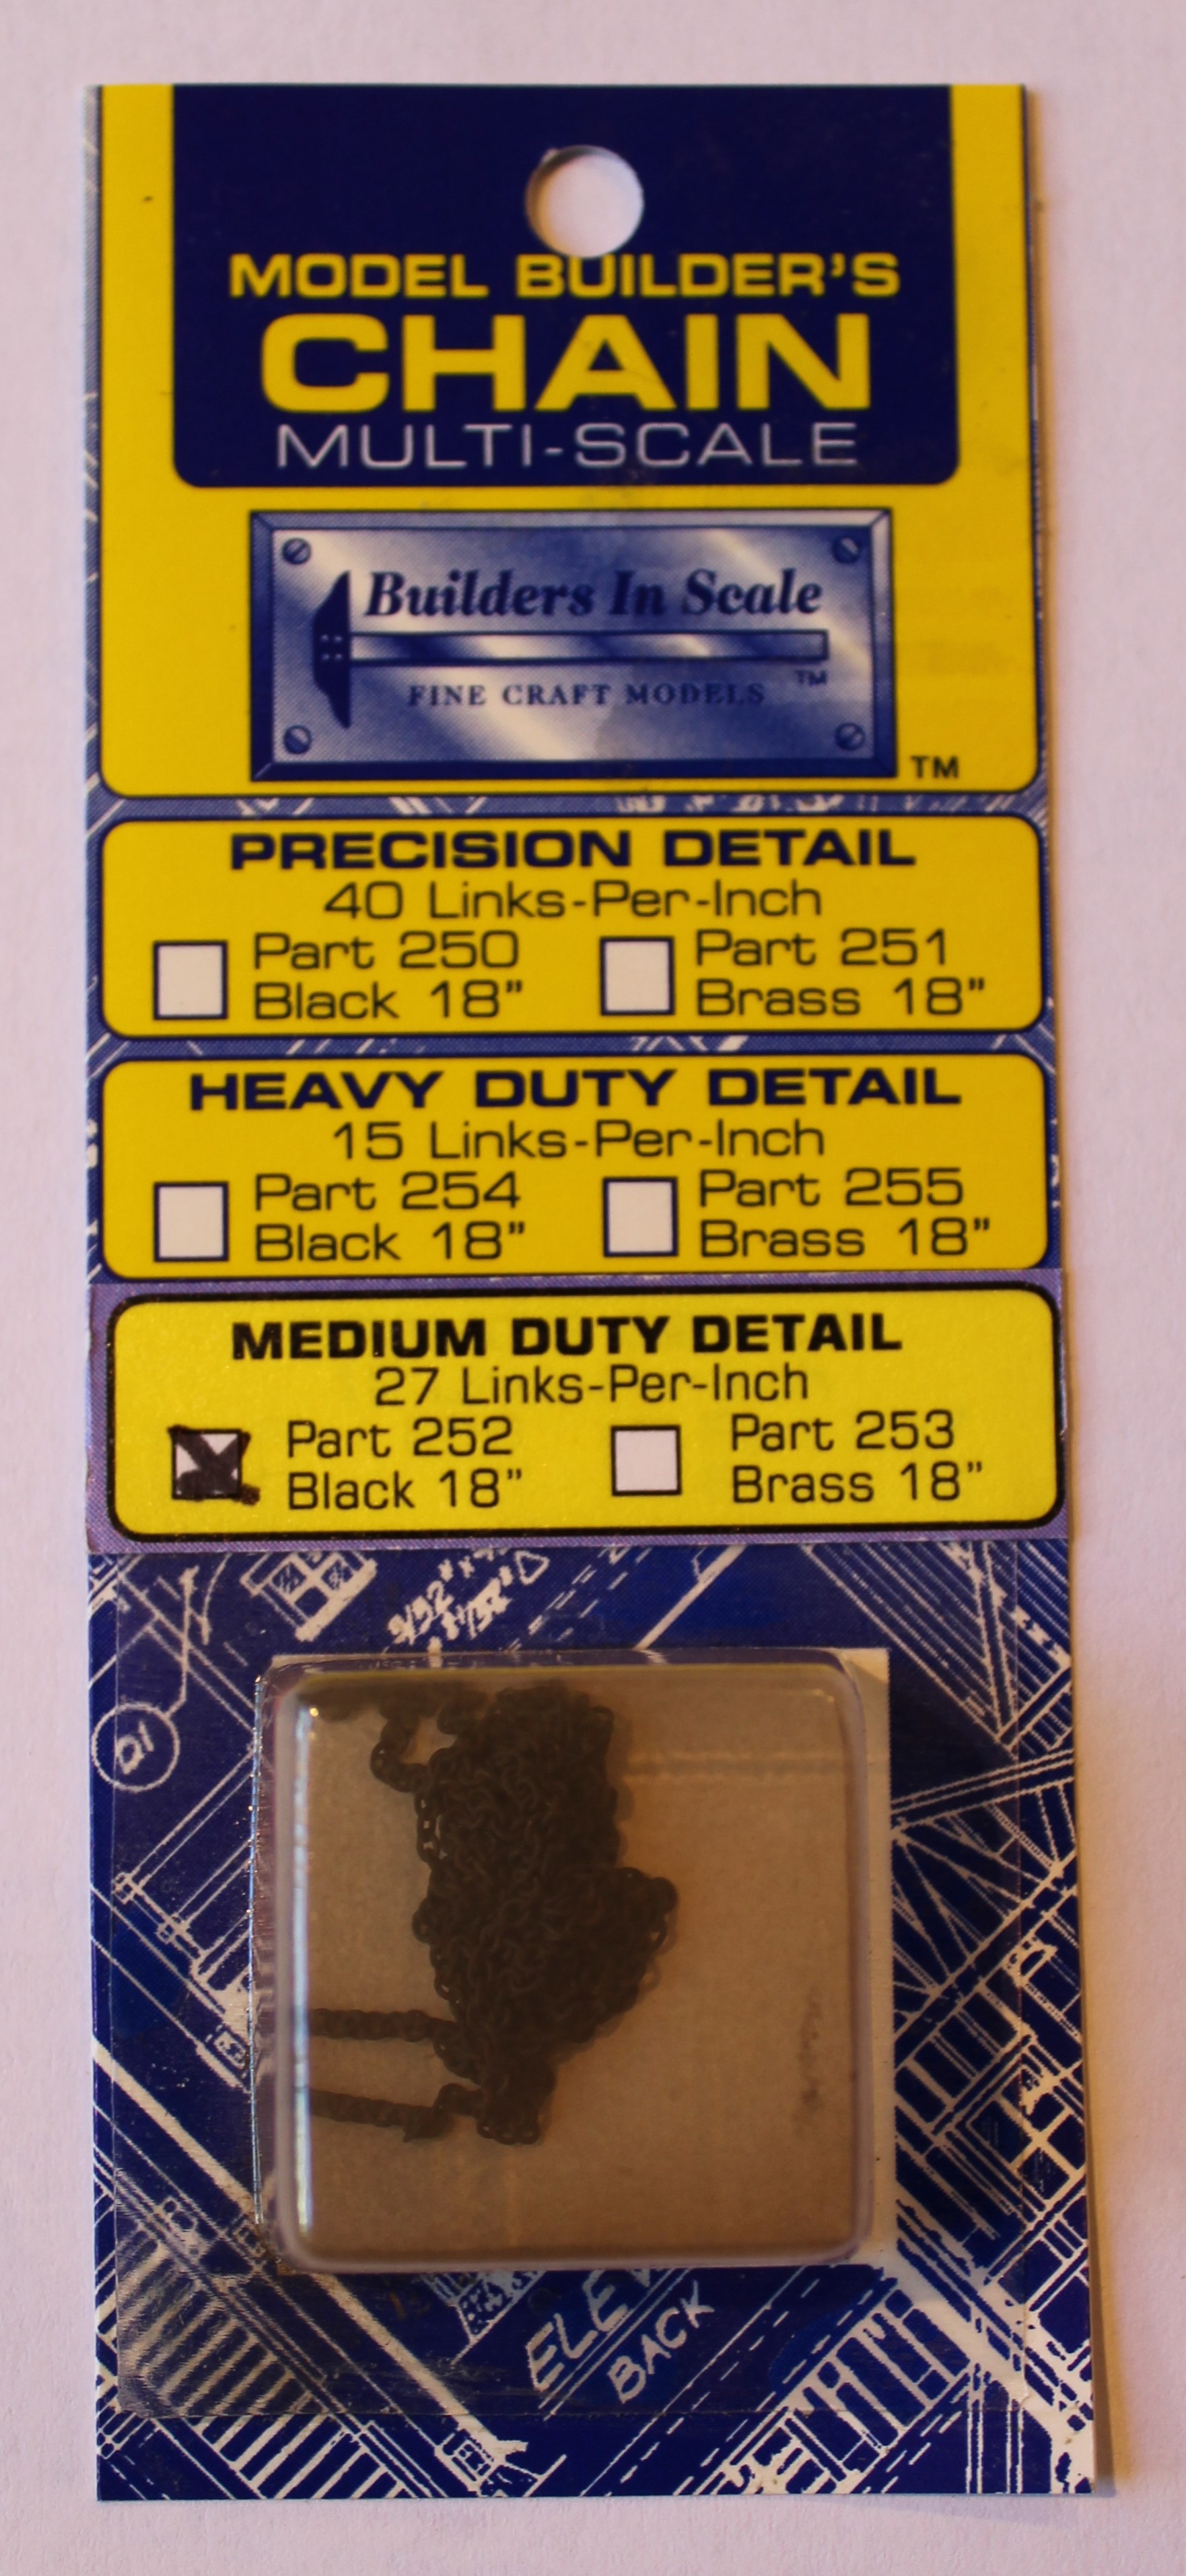 MODEL BUILDER'S
CHAIN
MULTI-SCALE
Builders In Scale
TM
FINE CRAFT MODELS
TM
PRECISION DETAIL
40 Links-Per-Inch
Part 250 Part 251
Black 18” Brass 18”
HEAVY DUTY DETAIL
15 Links-Per-Inch
Part 254 Part 255
Black 18” Brass 18”
MEDIUM DUTY DETAIL
27 Links-Per-Inch
Part 252 Part 253
Black 18” Brass 18”
BACK